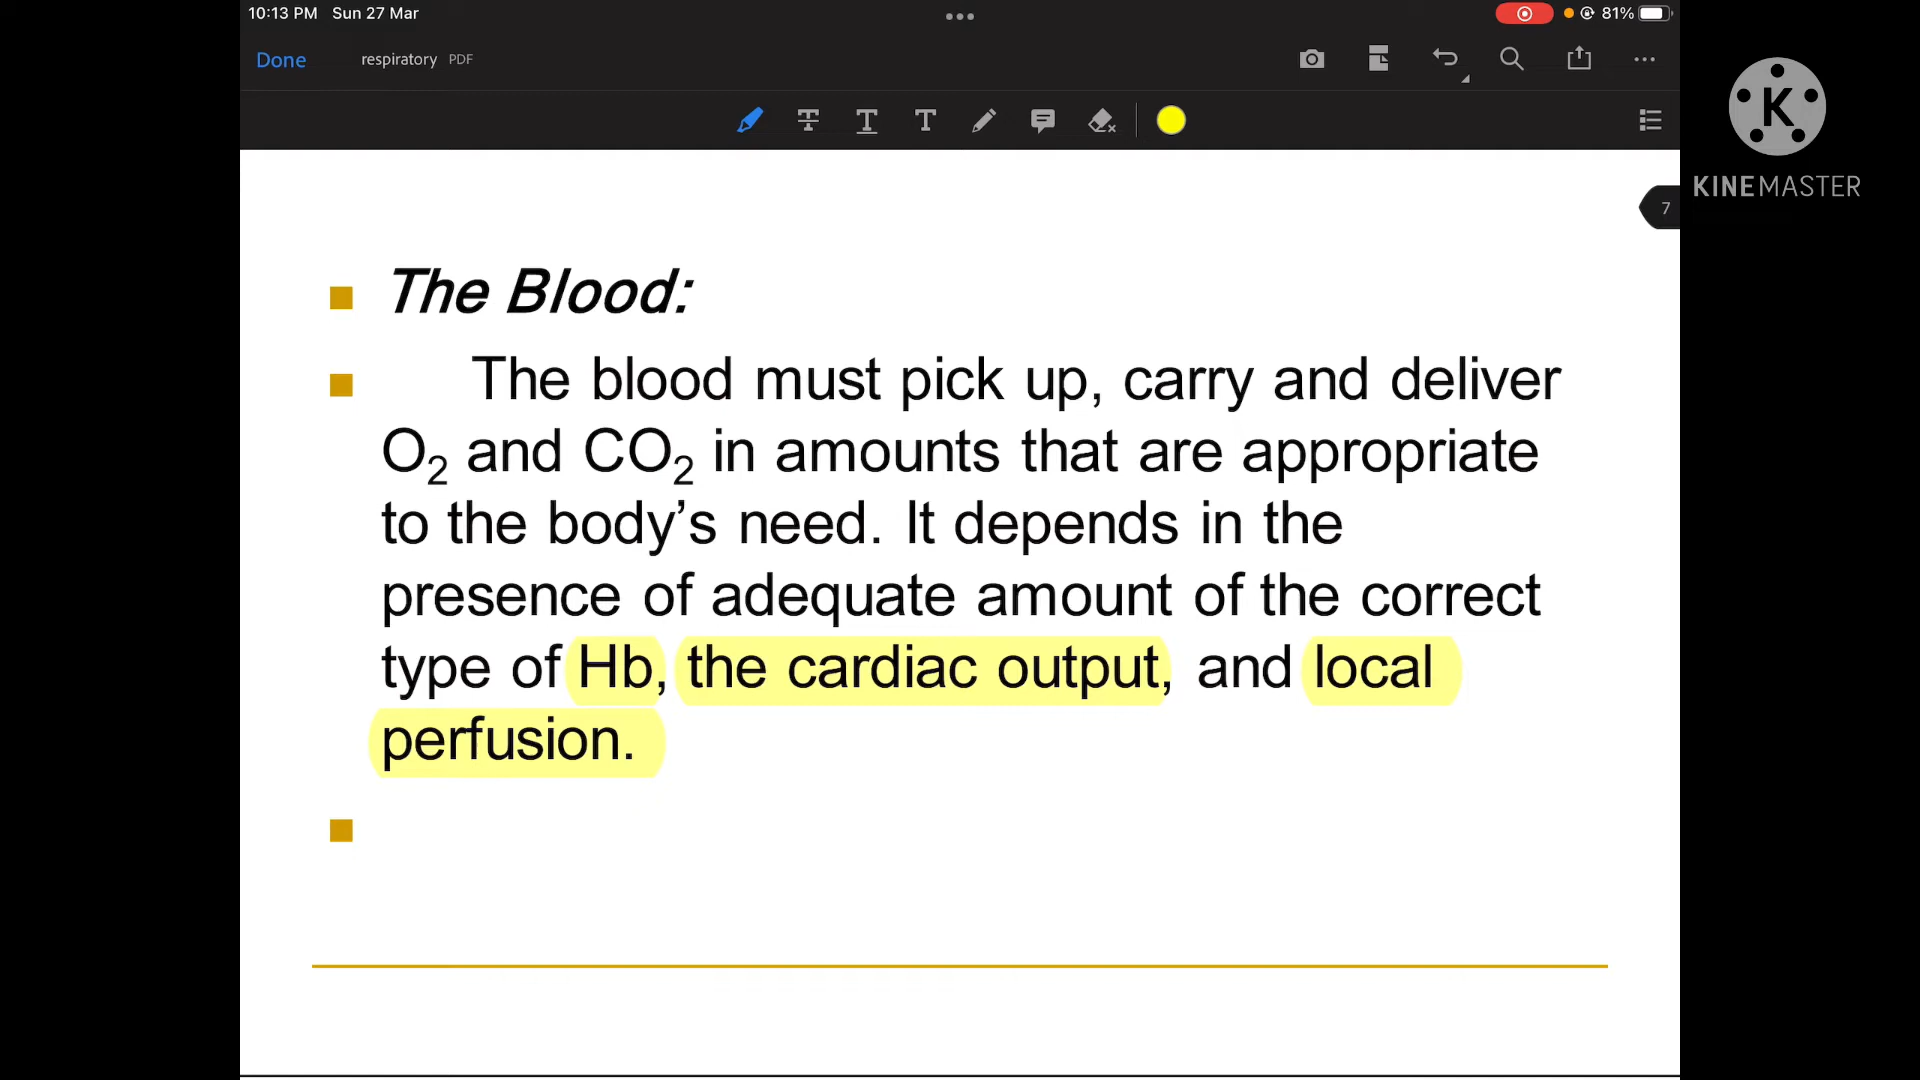 10:13 PM Sun 27 Mar
81%
Done respiratory PDF
KINEMASTER
7
The Blood:
The blood must pick up, carry and deliver
O₂ and CO₂ in amounts that are appropriate
to the body’s need. It depends in the
presence of adequate amount of the correct
type of Hb, the cardiac output, and local
perfusion.